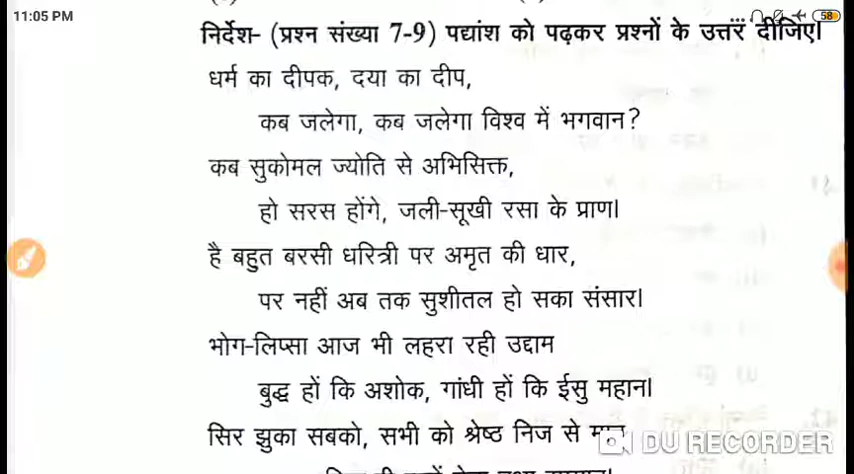 11:05 PM
58
निर्देश- (प्रश्न संख्या 7-9) पद्यांश को पढ़कर प्रश्नों के उत्तर दीजिए।
धर्म का दीपक, दया का दीप,
कब जलेगा, कब जलेगा विश्व में भगवान?
कब सुकोमल ज्योति से अभिसिक्त,
हो सरस होंगे, जली-सूखी रसा के प्राण।
है बहुत बरसी धरित्री पर अमृत की धार,
पर नहीं अब तक सुशीतल हो सका संसार।
भोग-लिप्सा आज भी लहरा रही उद्दाम
बुद्ध हों कि अशोक, गांधी हों कि ईसु महान।
सिर झुका सबको, सभी को श्रेष्ठ निज से
DU RECORDER